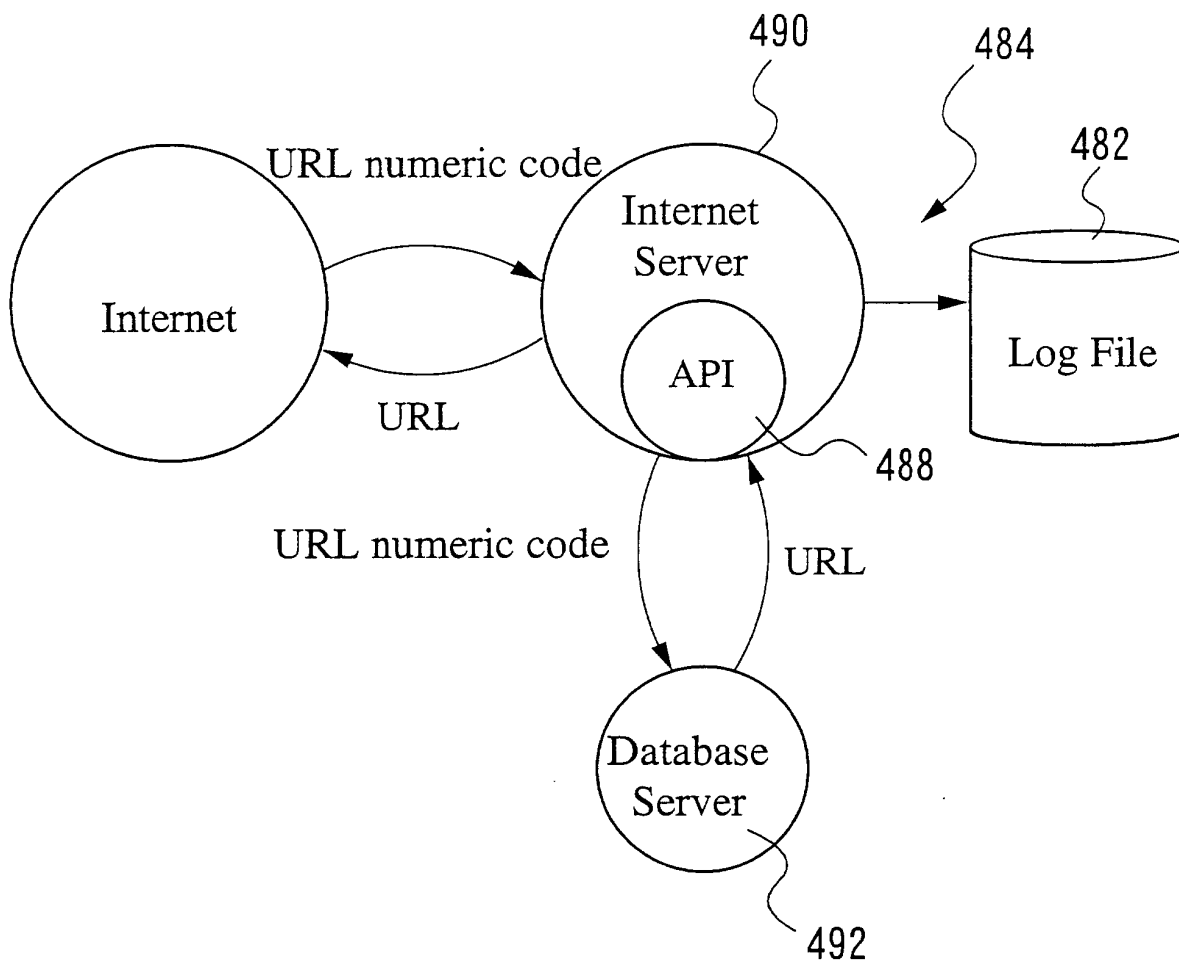 490
484
482
URL numeric code
Internet
Server
Internet
API
Log File
URL
488
URL numeric code
URL
Database
Server
492